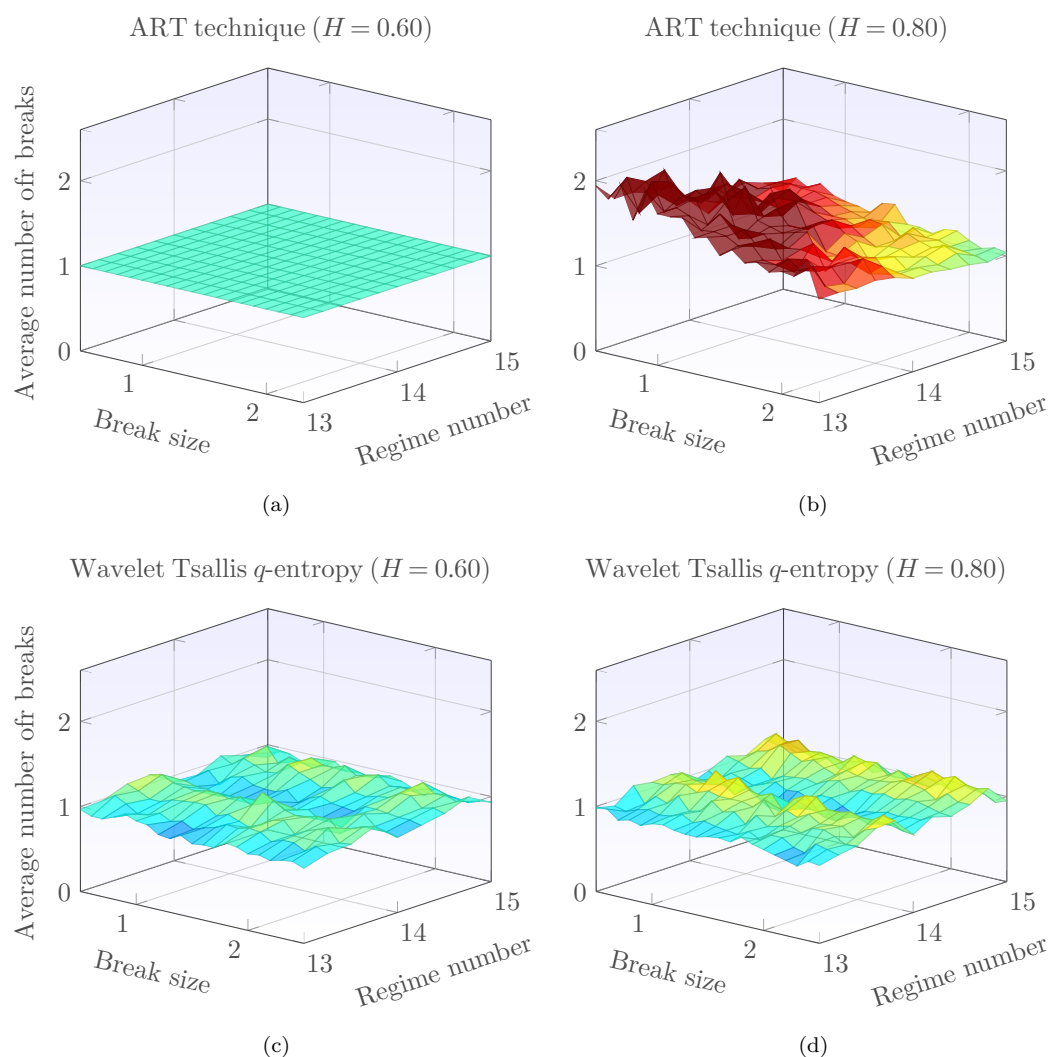 ART technique (H = 0.60)
ART technique (H = 0.80)
Average number ofr breaks
2
1
0
1
2
13
14
15
Break size
Regime number
2
1
0
1
2
13
14
15
Break size
Regime number
(a)
(b)
Wavelet Tsallis q-entropy (H = 0.60)
Wavelet Tsallis q-entropy (H = 0.80)
Average number ofr breaks
2
1
0
1
2
13
14
15
Break size
Regime number
2
1
0
1
2
13
14
15
Break size
Regime number
(c)
(d)